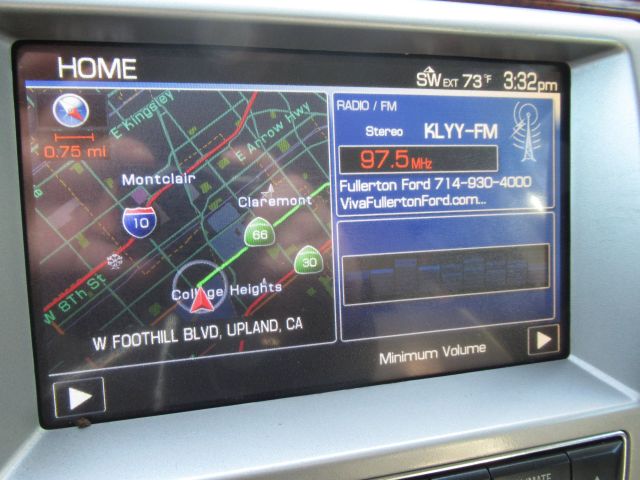 HOME
SW EXT 73°F 3:32pm
0.75 mi
E Kingsley
E Arrow Hwy
Montclair
Claremont
10
66
30
W 8Th St
College Heights
W FOOTHILL BLVD, UPLAND, CA
RADIO / FM
Stereo KLYY-FM
97.5 MHz
Fullerton Ford 714-930-4000
VivaFullertonFord.com...
Minimum Volume